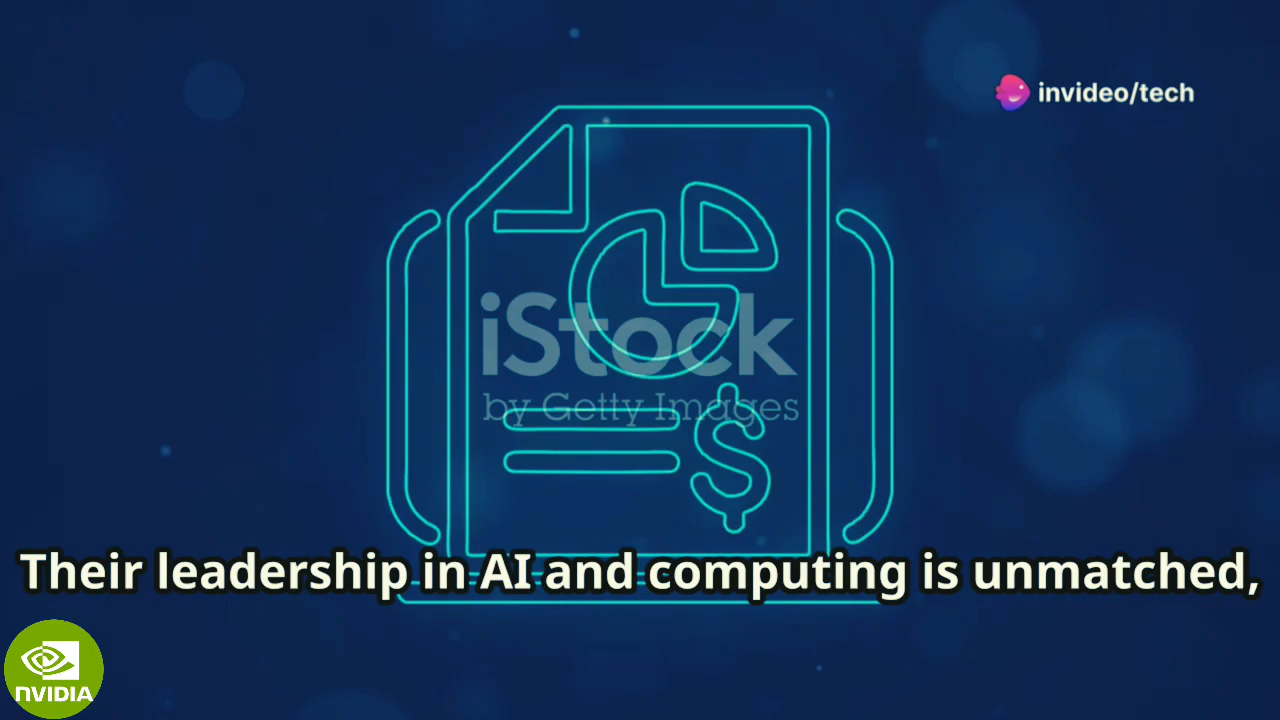 invideo/tech
iStock
by Getty Images
$
Their leadership in AI and computing is unmatched,
NVIDIA